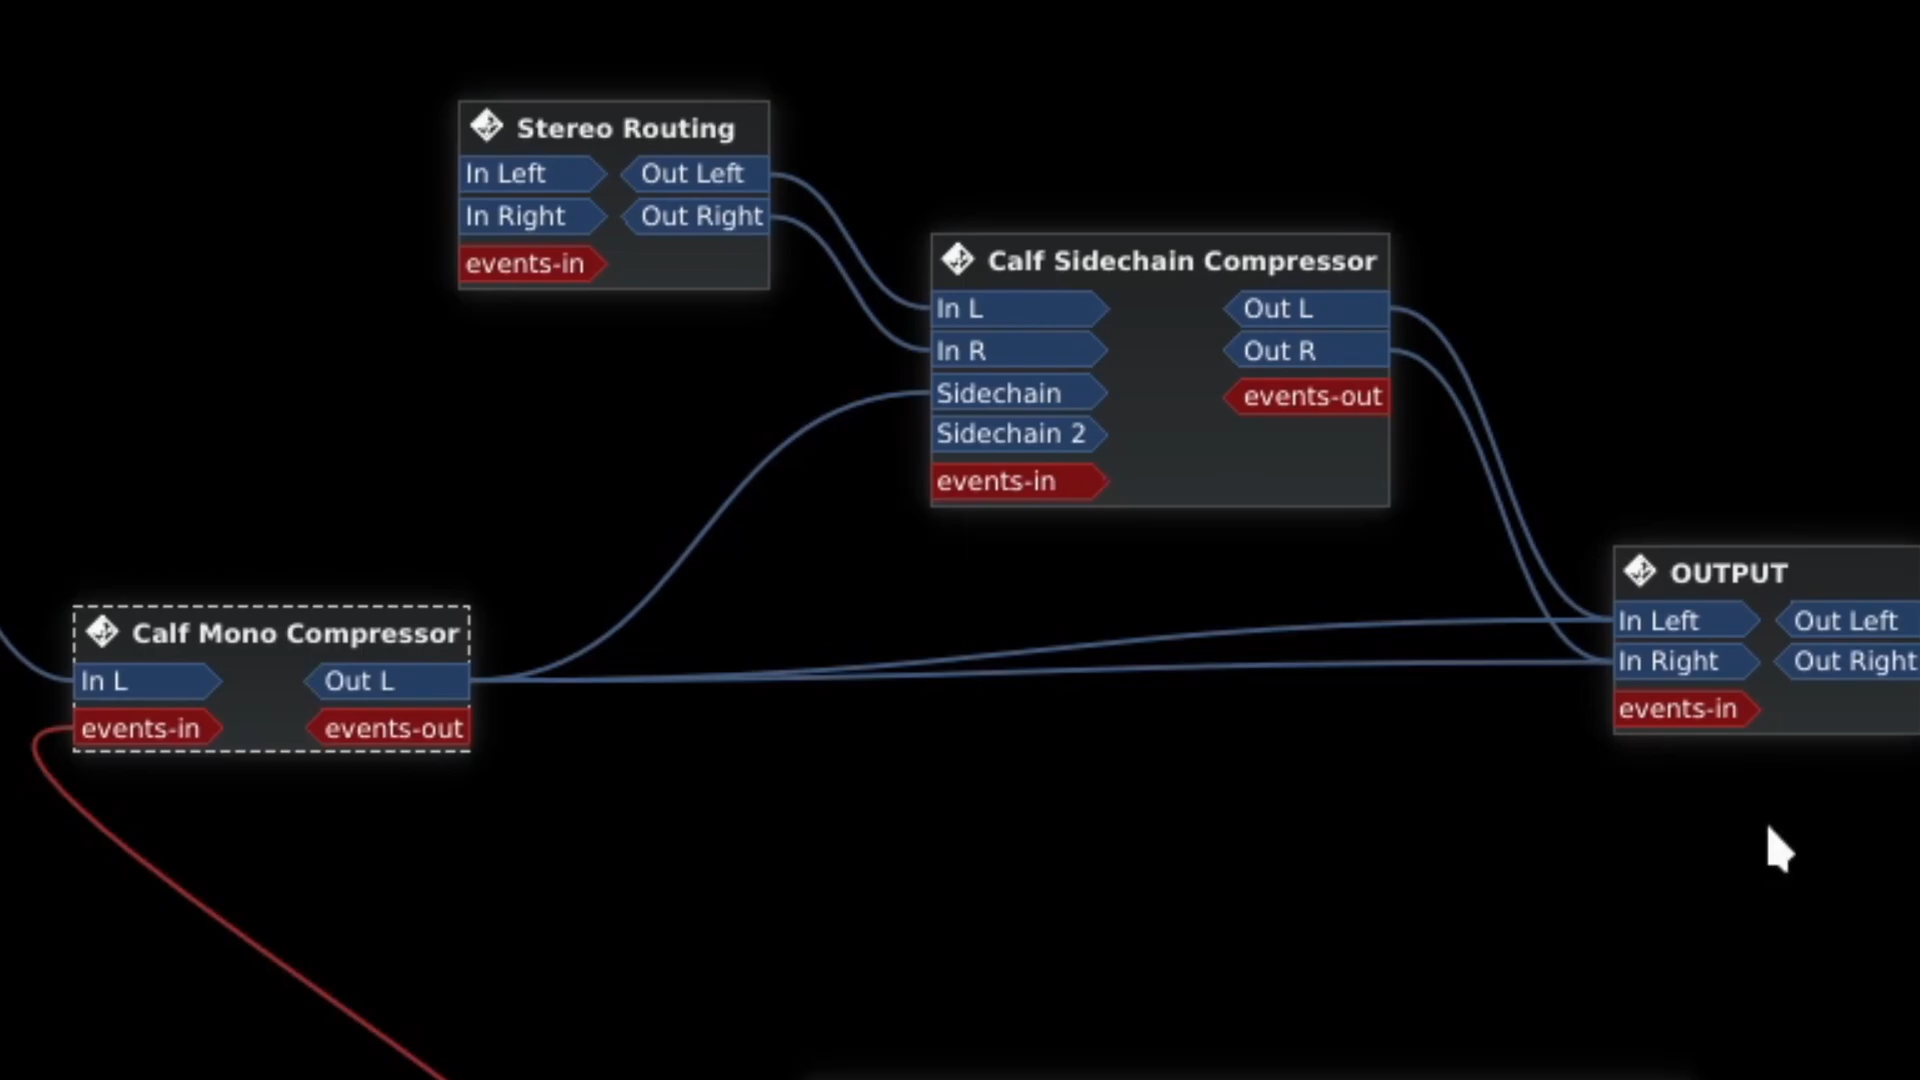 Stereo Routing
In Left
Out Left
In Right
Out Right
events-in
Calf Sidechain Compressor
In L
Out L
In R
Out R
Sidechain
events-out
Sidechain 2
events-in
Calf Mono Compressor
In L
Out L
events-in
events-out
OUTPUT
In Left
Out Left
In Right
Out Right
events-in